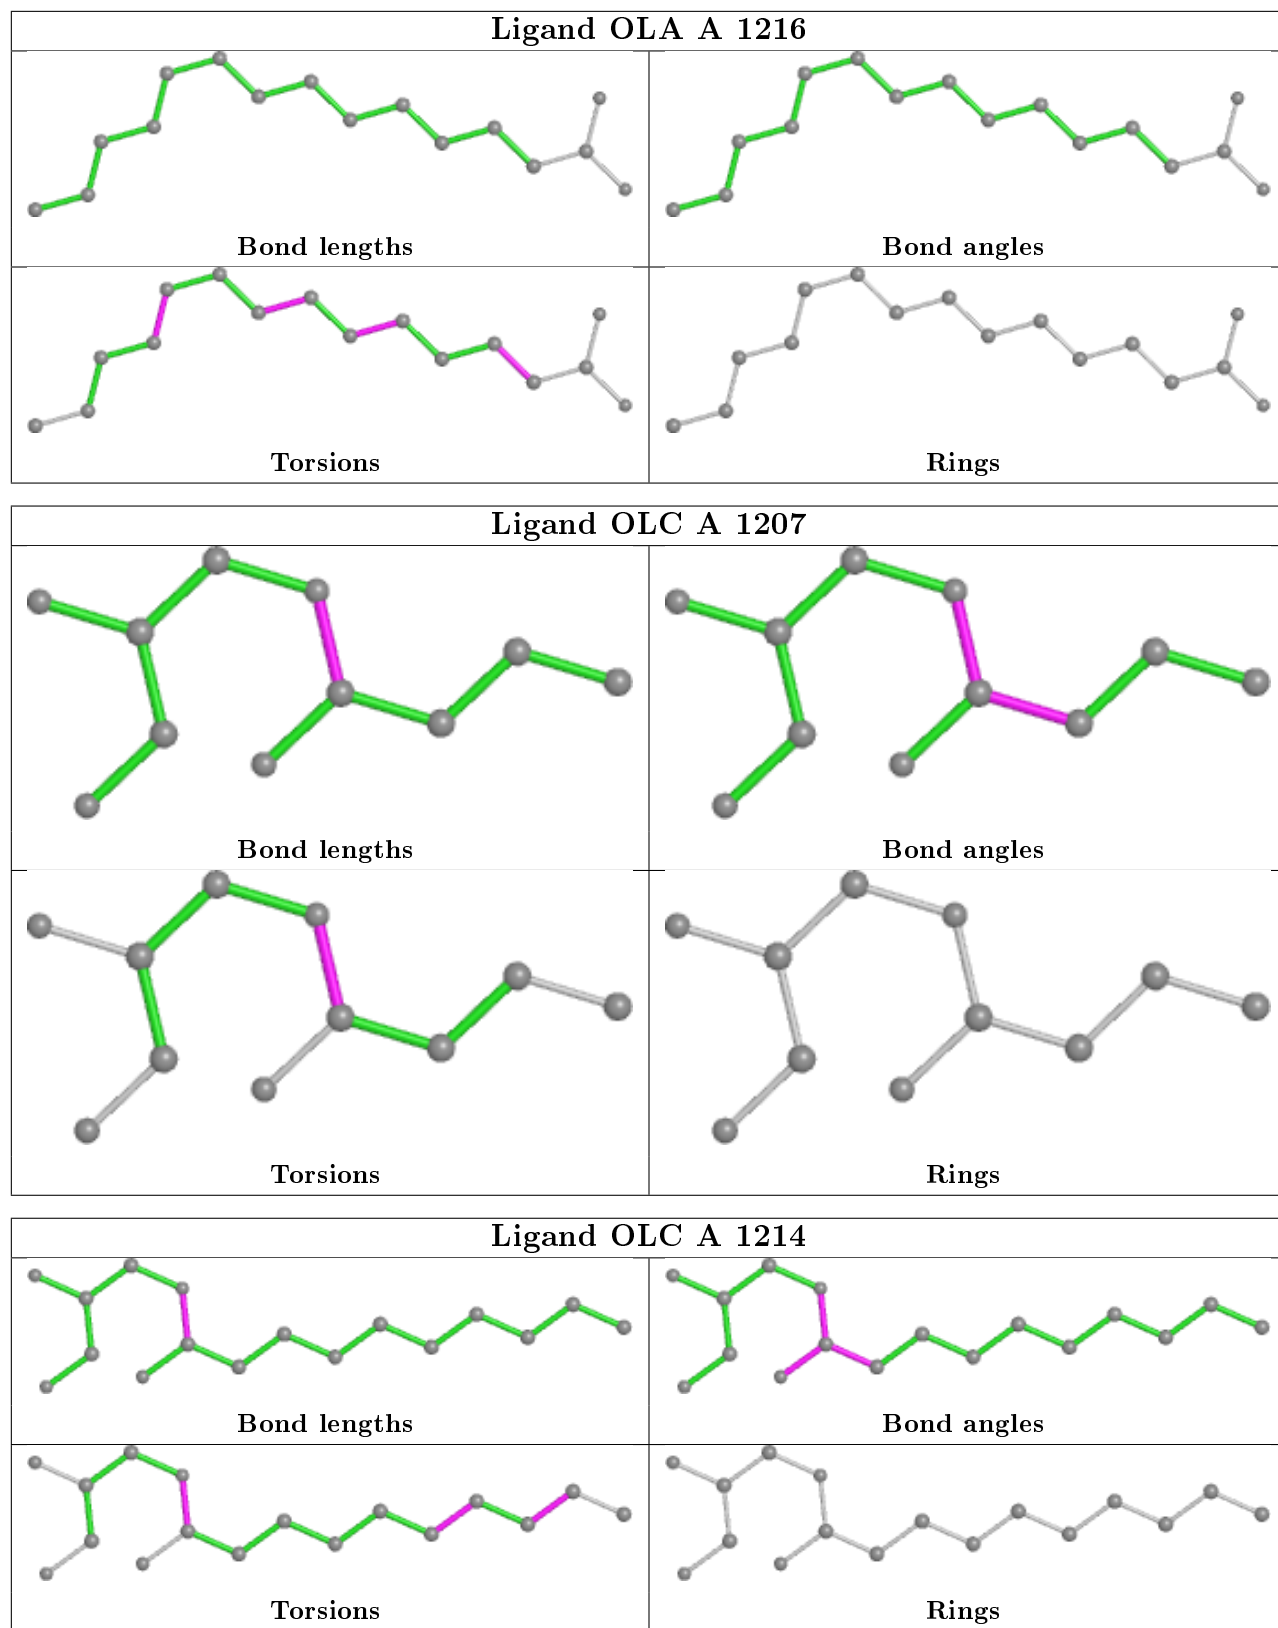 Ligand OLA A 1216
Bond lengths
Bond angles
Torsions
Rings
Ligand OLC A 1207
Bond lengths
Bond angles
Torsions
Rings
Ligand OLC A 1214
Bond lengths
Bond angles
Torsions
Rings